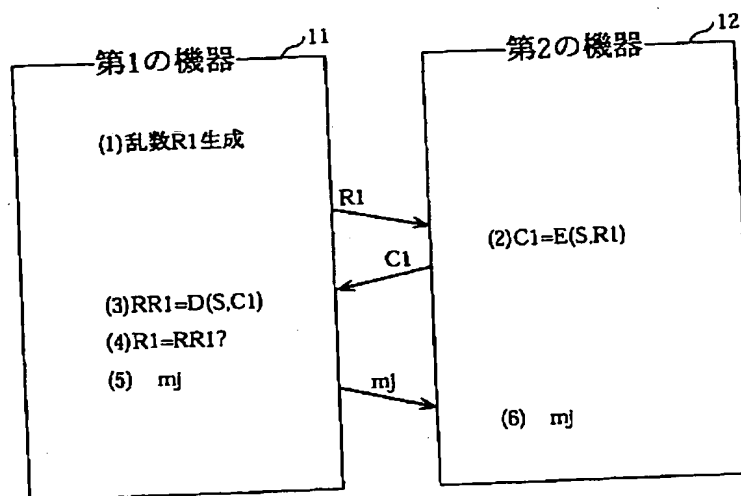 第1の機器
11
第2の機器
12
(1)乱数R1生成
R1
(2)C1=E(S,R1)
C1
(3)RR1=D(S,C1)
(4)R1=RR1?
(5) mj
mj
(6) mj